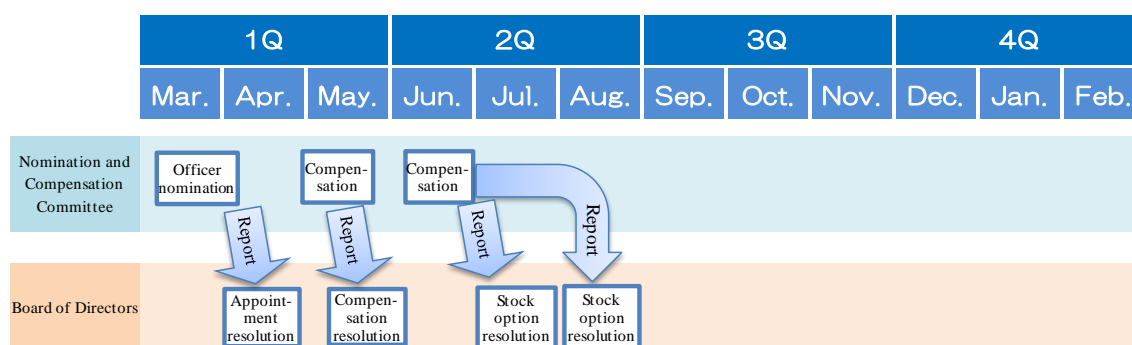 1Q 2Q 3Q 4Q
Mar. Apr. May. Jun. Jul. Aug. Sep. Oct. Nov. Dec. Jan. Feb.
Nomination and
Compensation
Committee
Officer
nomination
Compen-
sation
Compen-
sation
Report
Report
Report
Report
Board of Directors
Appoint-
ment
resolution
Compen-
sation
resolution
Stock
option
resolution
Stock
option
resolution